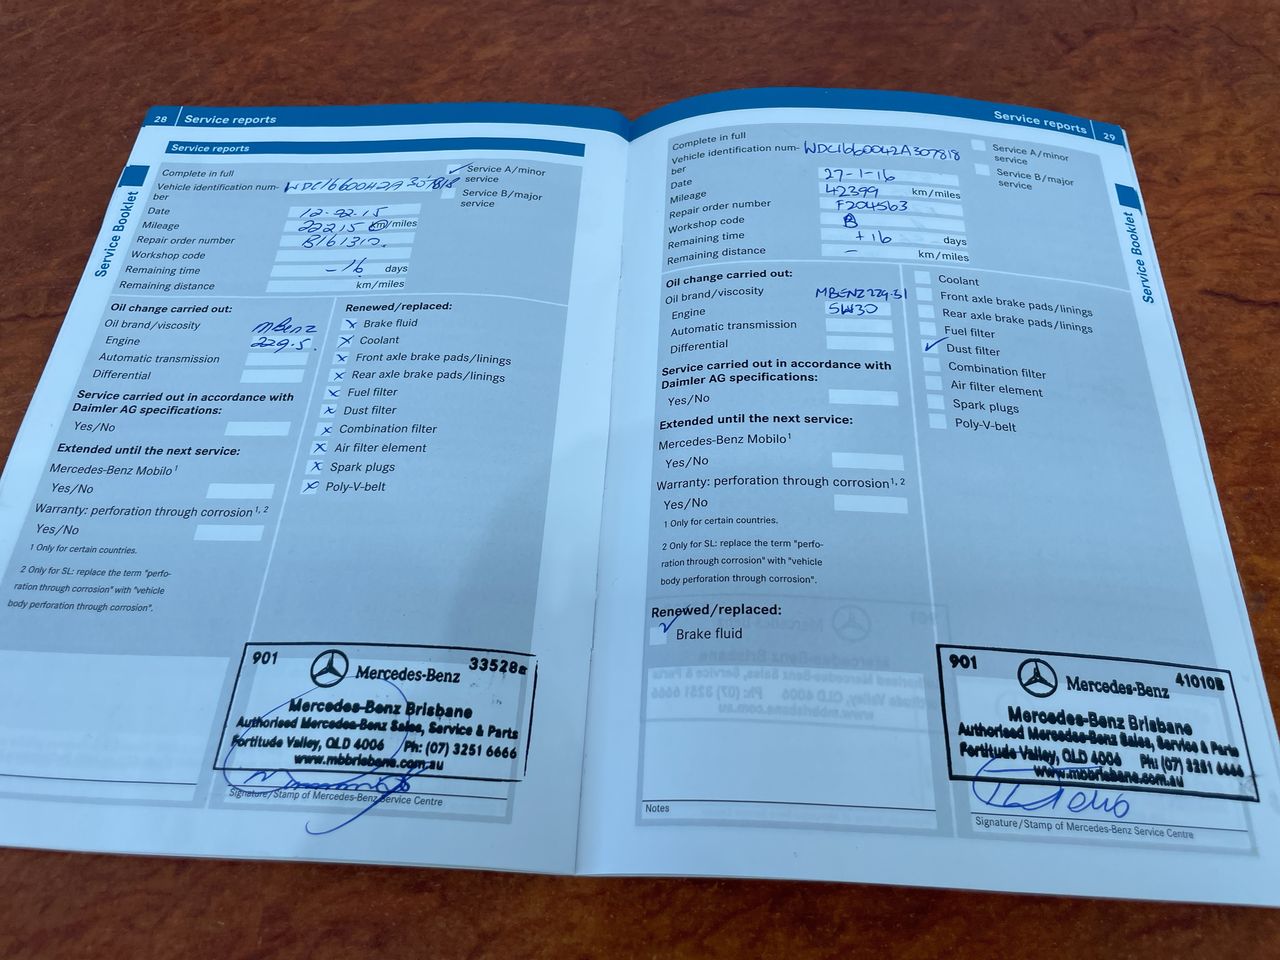 28 Service reports
Service reports
Complete in full
Vehicle identification num-
ber
WDC1660042A307818
Date 12-02-15
Mileage 22215 km/miles
Repair order number
Workshop code
Remaining time -16 days
Remaining distance km/miles
Service A/minor
service
Service B/major
service
Service Booklet
Oil change carried out:
Oil brand/viscosity MBenz
Engine 229.5.
Automatic transmission
Differential
Service carried out in accordance with
Daimler AG specifications:
Yes/No
Extended until the next service:
Mercedes-Benz Mobilo¹
Yes/No
Warranty: perforation through corrosion¹, ²
Yes/No
1 Only for certain countries.
2 Only for SL: replace the term "perfo-
ration through corrosion" with "vehicle
body perforation through corrosion".
Renewed/replaced:
Brake fluid
Coolant
Front axle brake pads/linings
Rear axle brake pads/linings
Fuel filter
Dust filter
Combination filter
Air filter element
Spark plugs
Poly-V-belt
901 Mercedes-Benz 33528a
Mercedes-Benz Brisbane
Authorised Mercedes-Benz Sales, Service & Parts
Fortitude Valley, QLD 4006 Ph: (07) 3251 6666
www.mbbrisbane.com.au
Signature/Stamp of Mercedes-Benz Service Centre
Service reports 29
Complete in full
Vehicle identification num-
ber
WDC1660042A307818
Date 27-1-16
Mileage 42399 km/miles
Repair order number F204563
Workshop code B
Remaining time +16 days
Remaining distance - km/miles
Service A/minor
service
Service B/major
service
Service Booklet
Oil change carried out:
Oil brand/viscosity MBENZ 229.51
Engine 5W30
Automatic transmission
Differential
Service carried out in accordance with
Daimler AG specifications:
Yes/No
Extended until the next service:
Mercedes-Benz Mobilo¹
Yes/No
Warranty: perforation through corrosion¹, ²
Yes/No
1 Only for certain countries.
2 Only for SL: replace the term "perfo-
ration through corrosion" with "vehicle
body perforation through corrosion".
Renewed/replaced:
Brake fluid
Coolant
Front axle brake pads/linings
Rear axle brake pads/linings
Fuel filter
Dust filter
Combination filter
Air filter element
Spark plugs
Poly-V-belt
Notes
901 Mercedes-Benz 41010B
Mercedes-Benz Brisbane
Authorised Mercedes-Benz Sales, Service & Parts
Fortitude Valley, QLD 4006 Ph: (07) 3251 6666
www.mbbrisbane.com.au
Signature/Stamp of Mercedes-Benz Service Centre